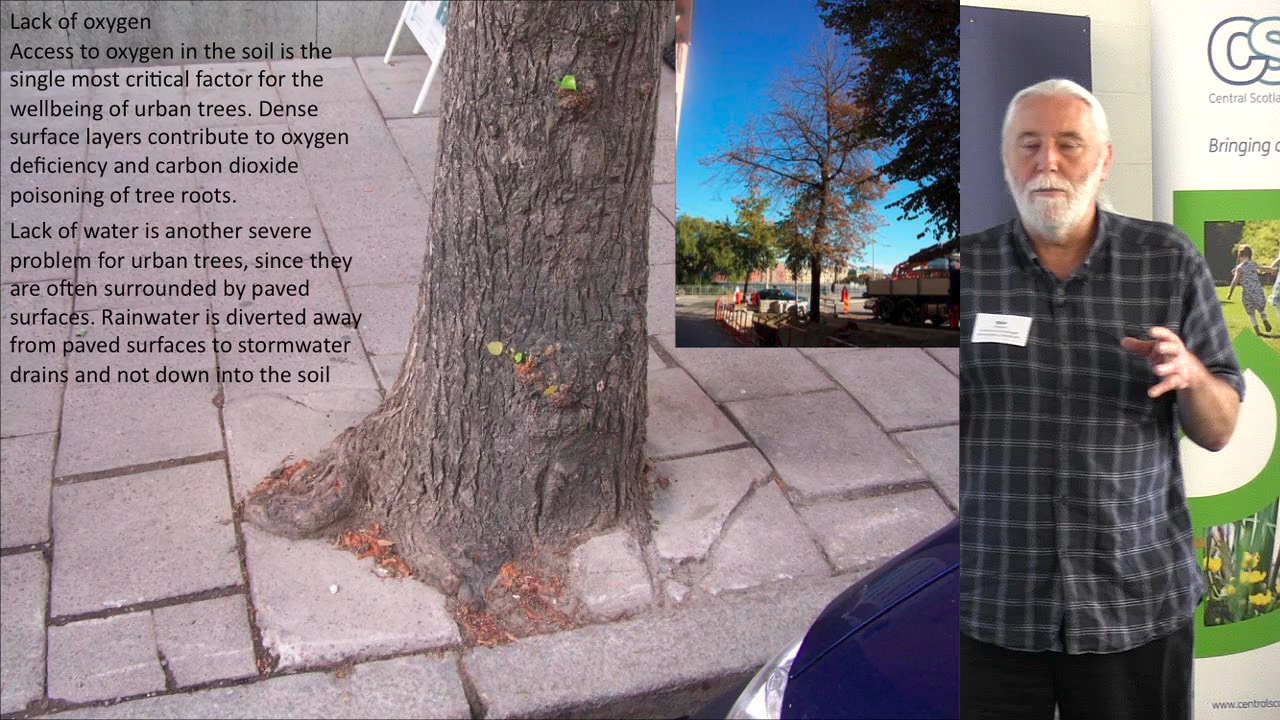 Lack of oxygen
Access to oxygen in the soil is the
single most critical factor for the
wellbeing of urban trees. Dense
surface layers contribute to oxygen
deficiency and carbon dioxide
poisoning of tree roots.
Lack of water is another severe
problem for urban trees, since they
are often surrounded by paved
surfaces. Rainwater is diverted away
from paved surfaces to storm water
drains and not down into the soil
CS
Central Scotla
Bringing
www.centralsc